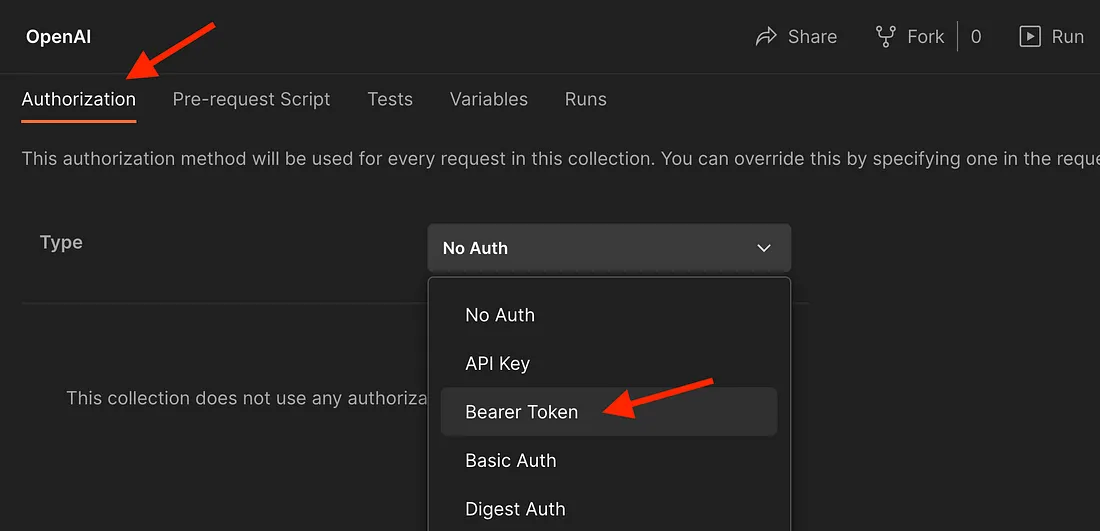 OpenAI
Share Fork 0 Run
Authorization Pre-request Script Tests Variables Runs
This authorization method will be used for every request in this collection. You can override this by specifying one in the reque
Type
No Auth
No Auth
API Key
This collection does not use any authoriza
Bearer Token
Basic Auth
Digest Auth